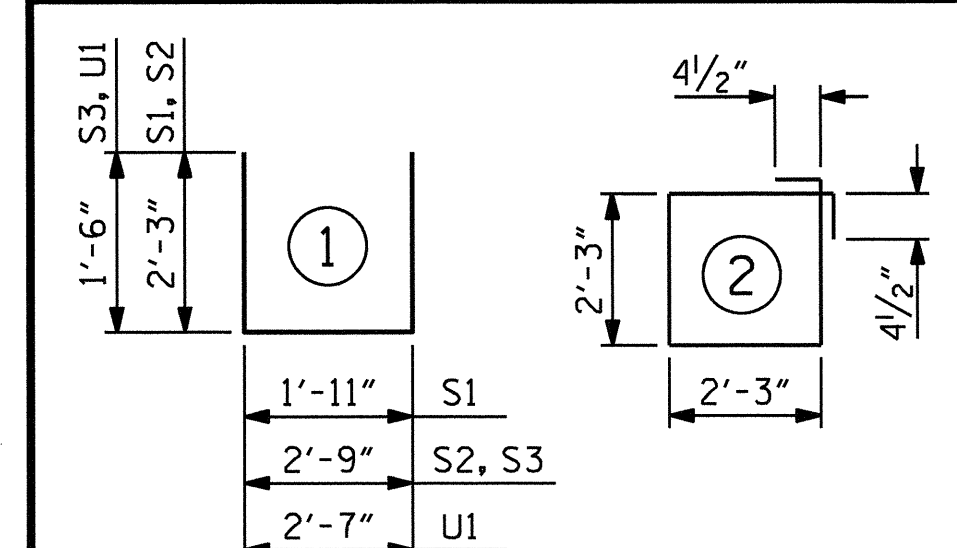 S3, U1
S1, S2
1'-6"
2'-3"
1
1'-11" S1
2'-9" S2, S3
2'-7" U1
4½"
2'-3"
2
4½"
2'-3"